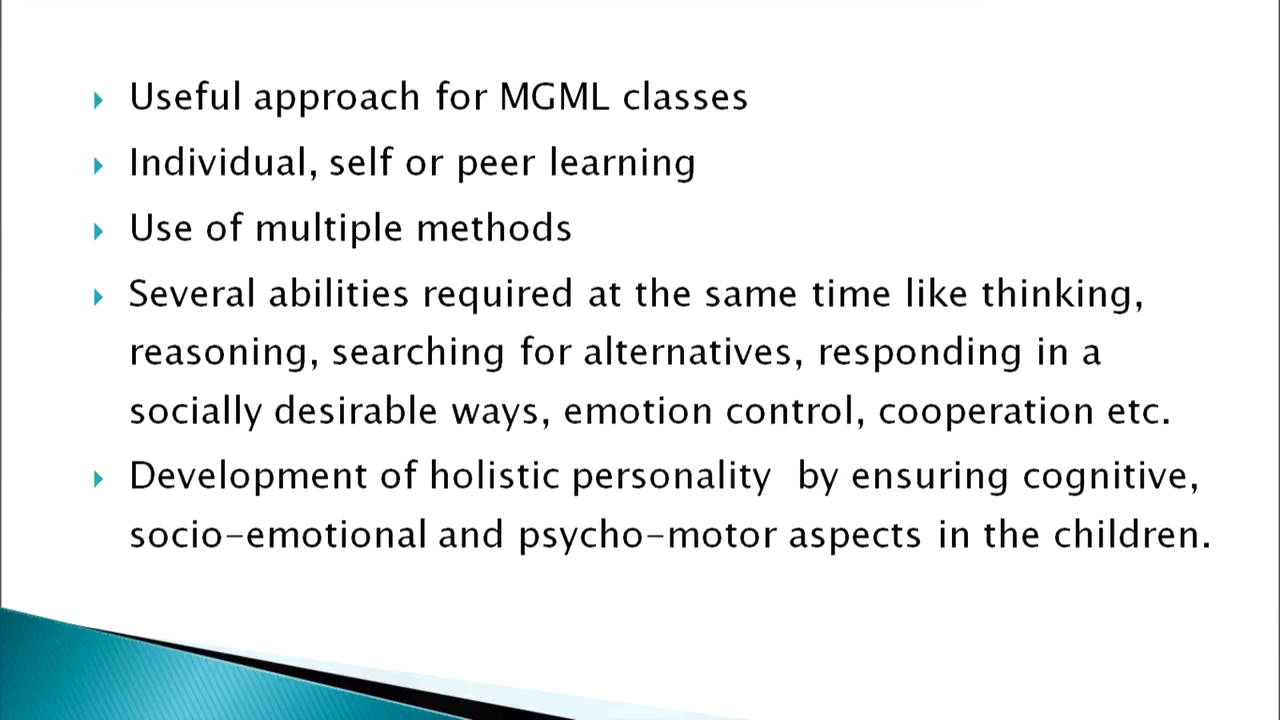 Useful approach for MGML classes
Individual, self or peer learning
Use of multiple methods
Several abilities required at the same time like thinking,
reasoning, searching for alternatives, responding in a
socially desirable ways, emotion control, cooperation etc.
Development of holistic personality  by ensuring cognitive,
socio-emotional and psycho-motor aspects in the children.